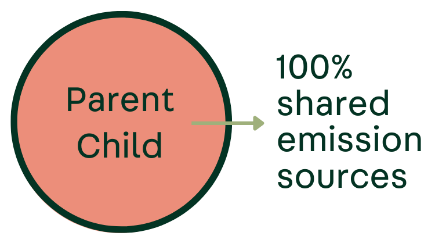 Parent
Child
100%
shared
emission
sources